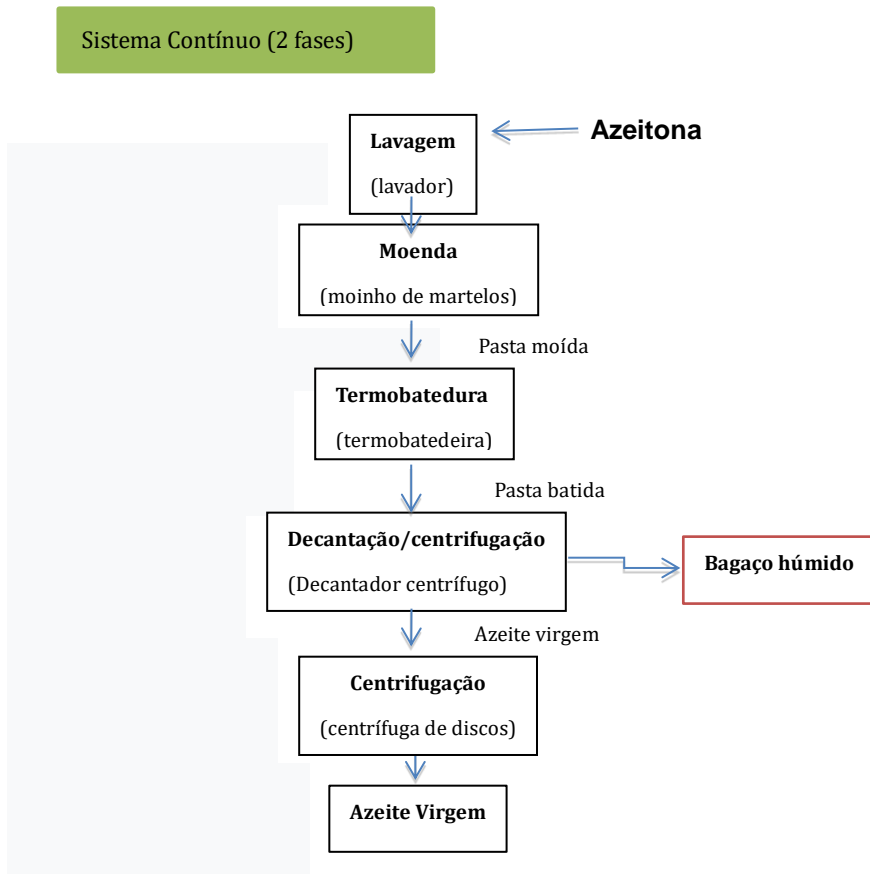 Sistema Contínuo (2 fases)
Azeitona
Lavagem
(lavador)
Moenda
(moinho de martelos)
Pasta moída
Termobatedura
(termobatedeira)
Pasta batida
Decantação/centrifugação
(Decantador centrífugo)
Bagaço húmido
Azeite virgem
Centrifugação
(centrífuga de discos)
Azeite Virgem